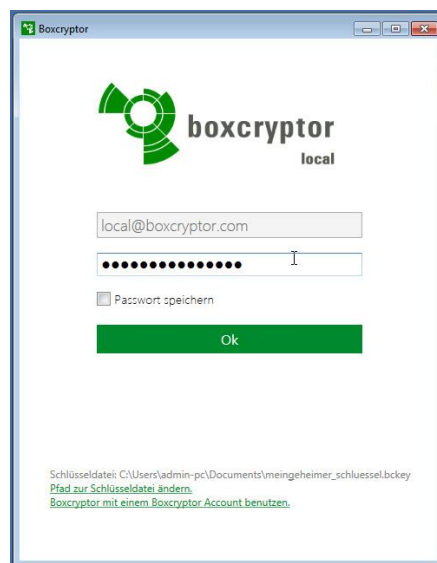 Boxcryptor
boxcryptor
local
local@boxcryptor.com
●●●●●●●●●●●●●●●
Passwort speichern
Ok
Schlüsseldatei: C:\Users\admin-pc\Documents\meingeheimer_schluessel.bckey
Pfad zur Schlüsseldatei ändern.
Boxcryptor mit einem Boxcryptor Account benutzen.